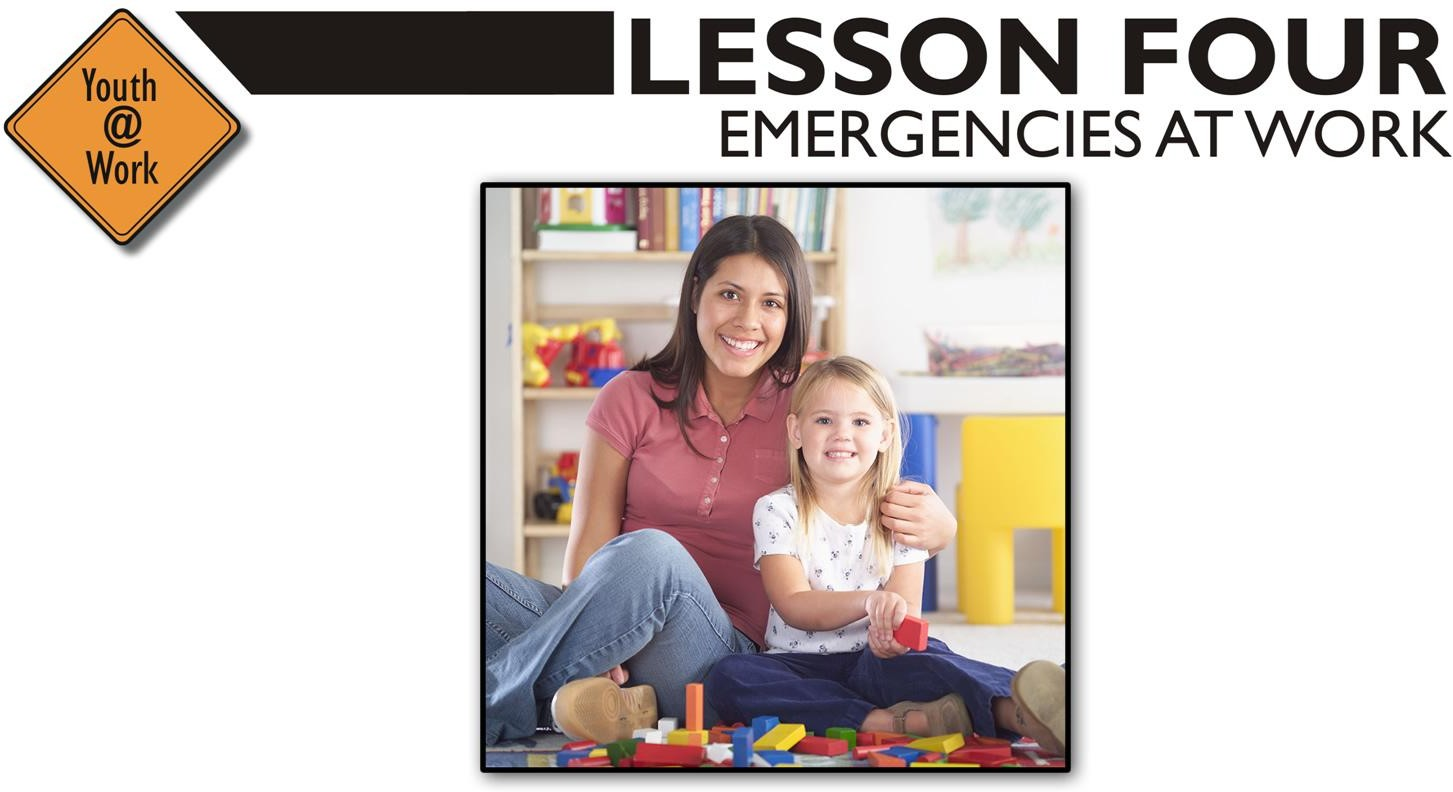 Youth
@
Work
LESSON FOUR
EMERGENCIES AT WORK